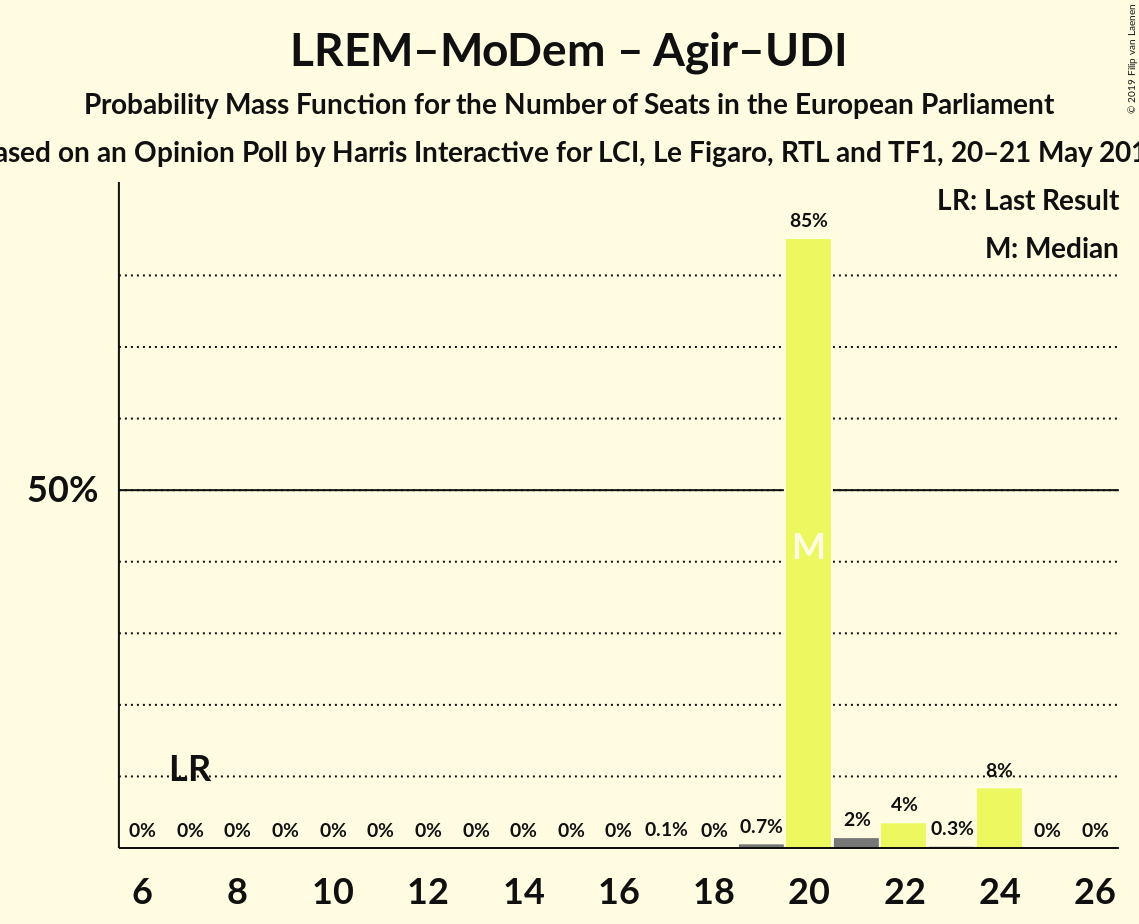 LREM–MoDem – Agir–UDI
Probability Mass Function for the Number of Seats in the European Parliament
ased on an Opinion Poll by Harris Interactive for LCI, Le Figaro, RTL and TF1, 20–21 May 201
© 2019 Filip van Laenen
LR: Last Result
M: Median
85%
50%
M
LR
0% 0% 0% 0% 0% 0% 0% 0% 0% 0% 0% 0.1% 0% 0.7% 2% 4% 0.3% 8% 0% 0%
6 8 10 12 14 16 18 20 22 24 26